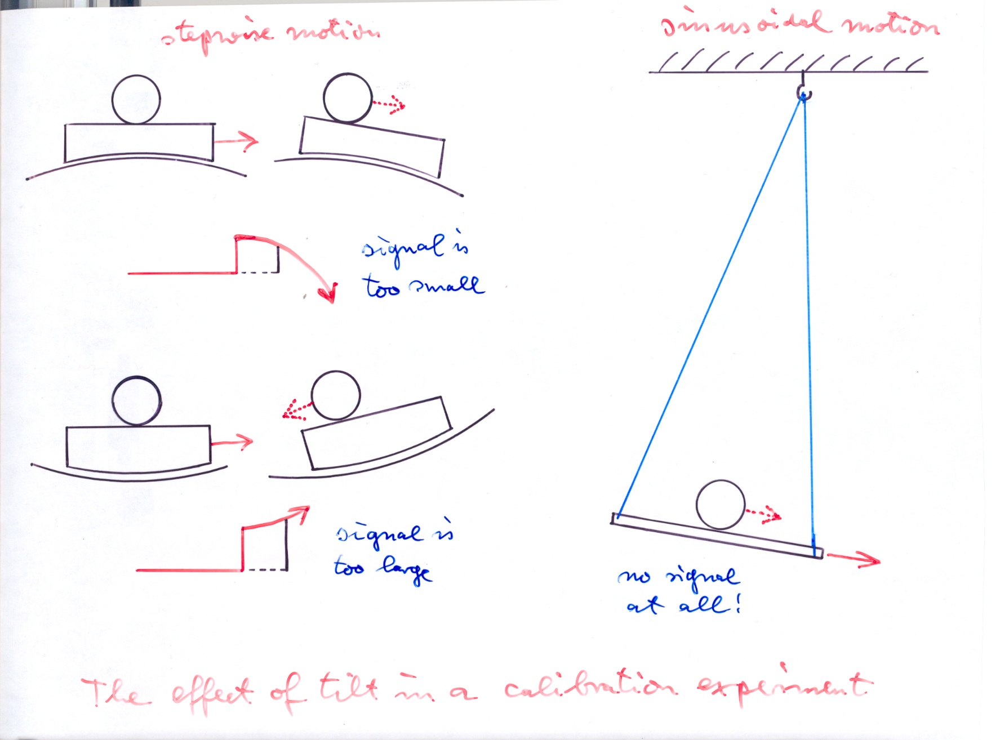 stepwise motion
sinusoidal motion
signal is
too small
signal is
too large
no signal
at all!
The effect of tilt in a calibration experiment